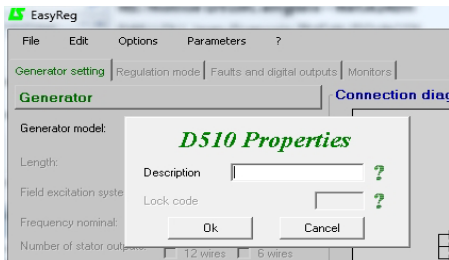 EasyReg
File Edit Options Parameters ?
Generator setting Regulation mode Faults and digital outputs Monitors
Generator
Connection diag
Generator model:
D510 Properties
Description ?
Length:
Lock code ?
Field excitation syste
Frequency nominal:
Ok Cancel
Number of stator outputs:
12 wires 6 wires